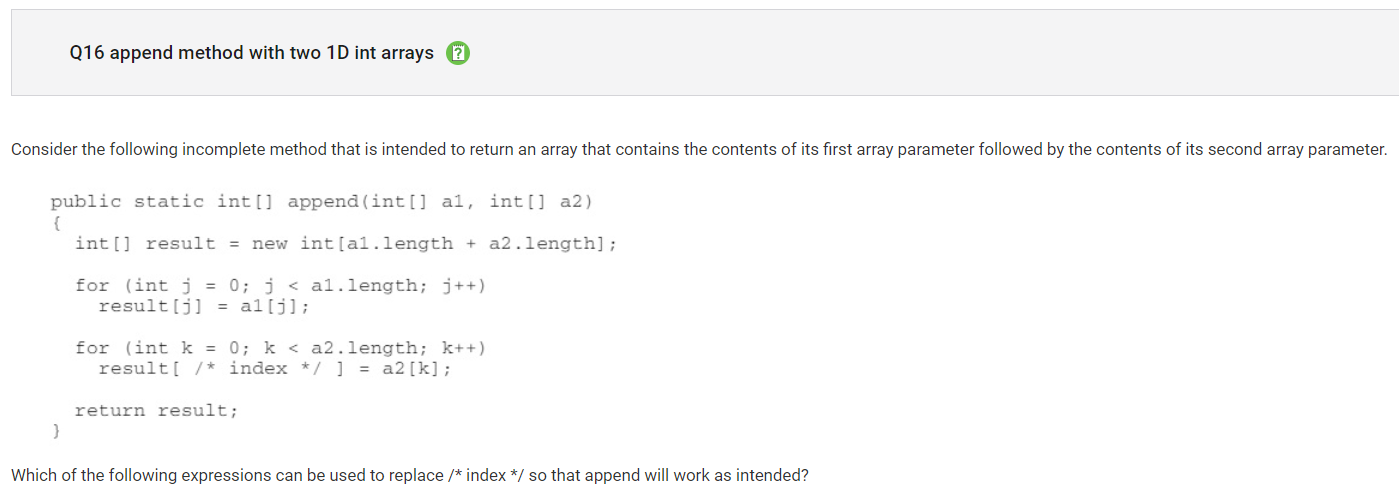 Q16 append method with two 1D int arrays
Consider the following incomplete method that is intended to return an array that contains the contents of its first array parameter followed by the contents of its second array parameter.
public static int[] append(int[] a1, int[] a2)
{
int[] result = new int[a1.length + a2.length];
for (int j = 0; j < a1.length; j++)
result[j] = a1[j];
for (int k = 0; k < a2.length; k++)
result[ /* index */ ] = a2[k];
return result;
}
Which of the following expressions can be used to replace /* index */ so that append will work as intended?